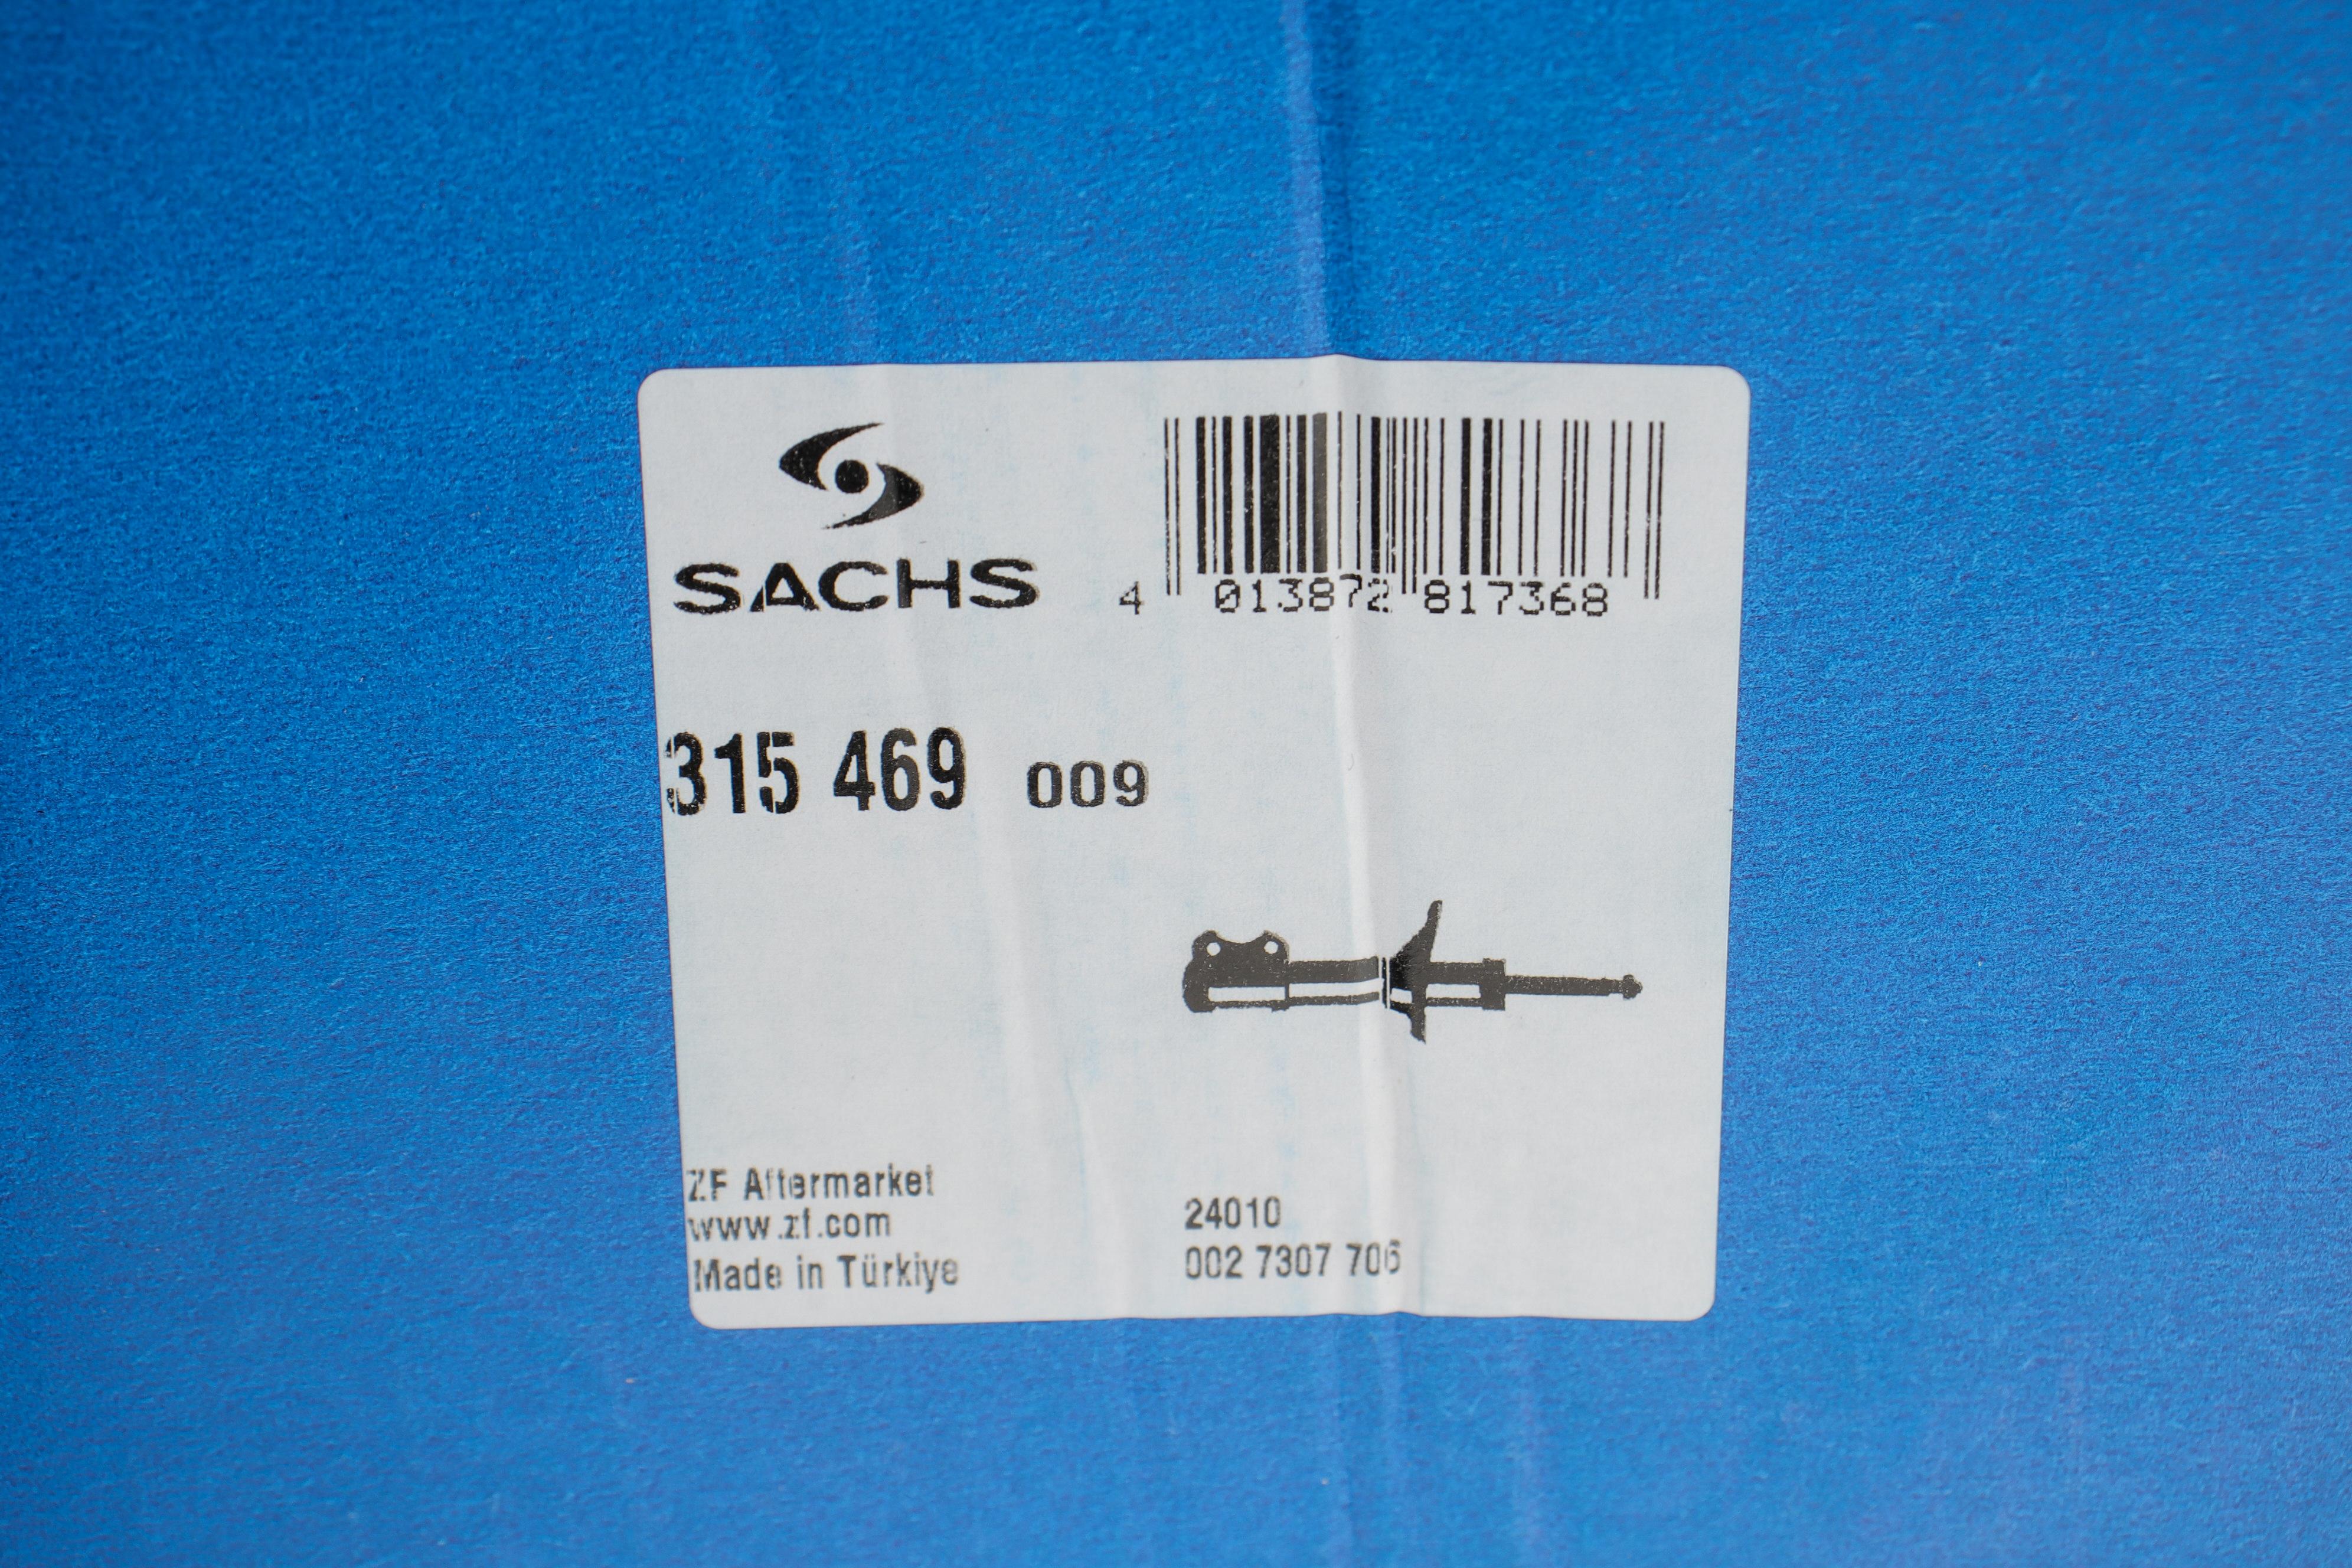 SACHS
4 013872 817368
315 469 009
ZF Aftermarket
www.zf.com
Made in Türkiye
24010
002 7307 706